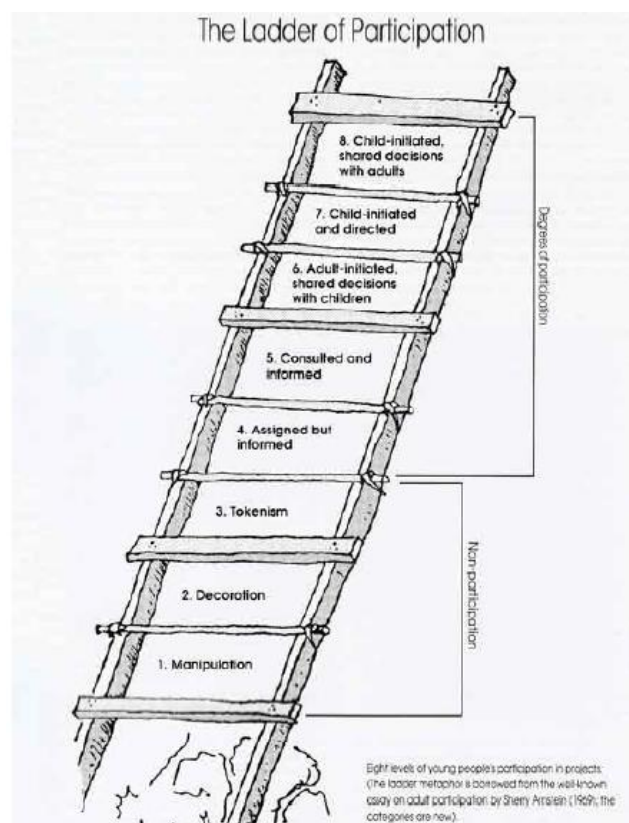 The Ladder of Participation
8. Child-initiated,
shared decisions
with adults
7. Child-initiated
and directed
6. Adult-initiated,
shared decisions
with children
5. Consulted and
informed
4. Assigned but
informed
3. Tokenism
2. Decoration
1. Manipulation
Degrees of participation
Non-participation
Eight levels of young people's participation in projects.
(The ladder metaphor is borrowed from the well-known
essay on adult participation by Sherry Arnstein (1969); the
categories are new).